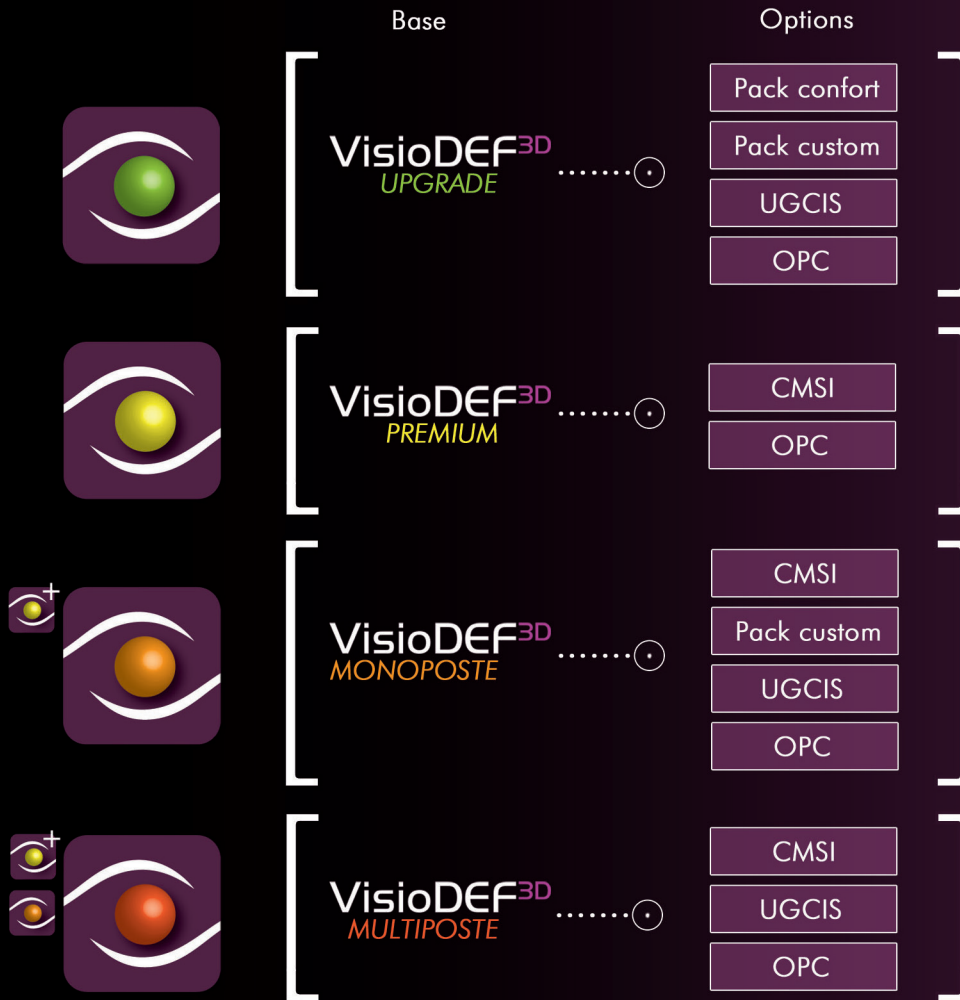 Base
Options
VisioDEF3D
UPGRADE
Pack confort
Pack custom
UGCIS
OPC
VisioDEF3D
PREMIUM
CMSI
OPC
VisioDEF3D
MONOPOSTE
CMSI
Pack custom
UGCIS
OPC
VisioDEF3D
MULTIPOSTE
CMSI
UGCIS
OPC